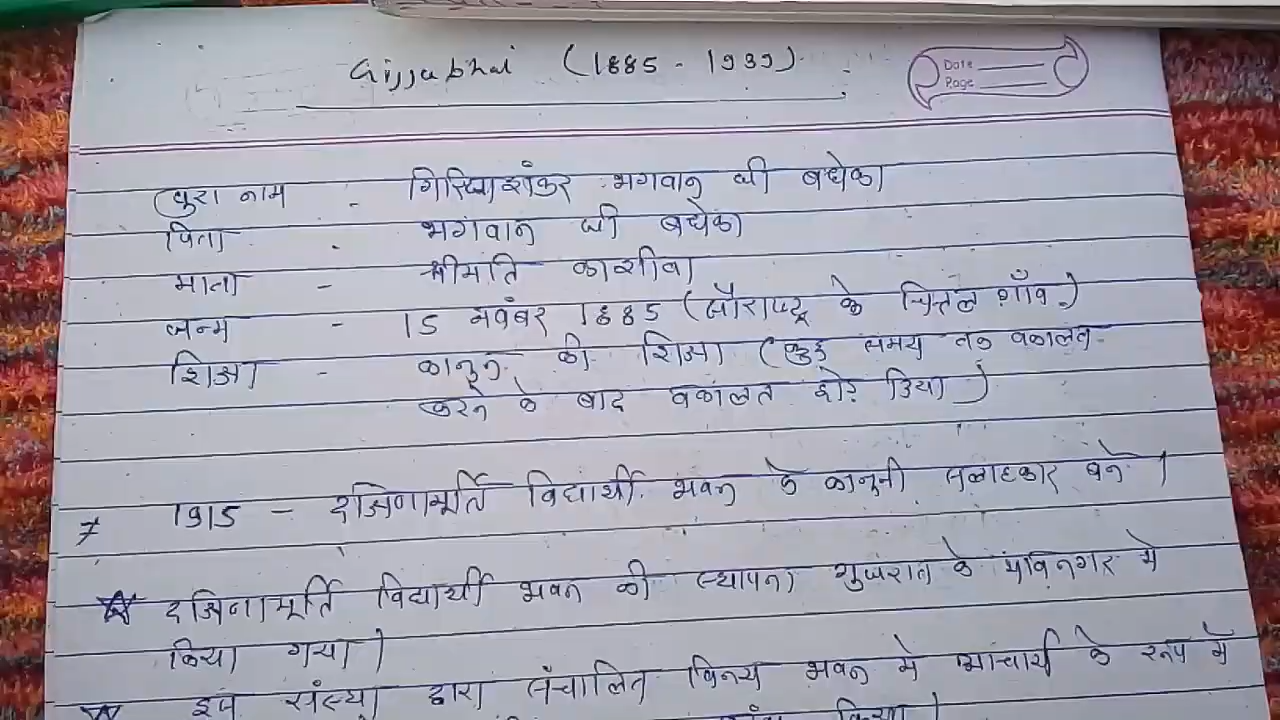 Gijjubhai (1885 - 1939)
Date
Page
पुरा नाम - गिरिजाशंकर भगवान जी बधेका
पिता - भगवान जी बधेका
माता - श्रीमति काशीबा
जन्म - 15 नवंबर 1885 (सौराष्ट्र के चित्तल गाँव)
शिक्षा - कानुन की शिक्षा (कुछ समय तक वकालत
करने के बाद वकालत छोर दिया)
1915 - दक्षिणामूर्ति विद्यार्थी भवन के कानुनी सलाहकार बने।
दक्षिनामूर्ति विद्यार्थी भवन की स्थापना गुजरात के भावनगर मे
किया गया।
इस संस्था द्वारा संचालित विनय भवन मे आचार्य के रूप मे
किया।